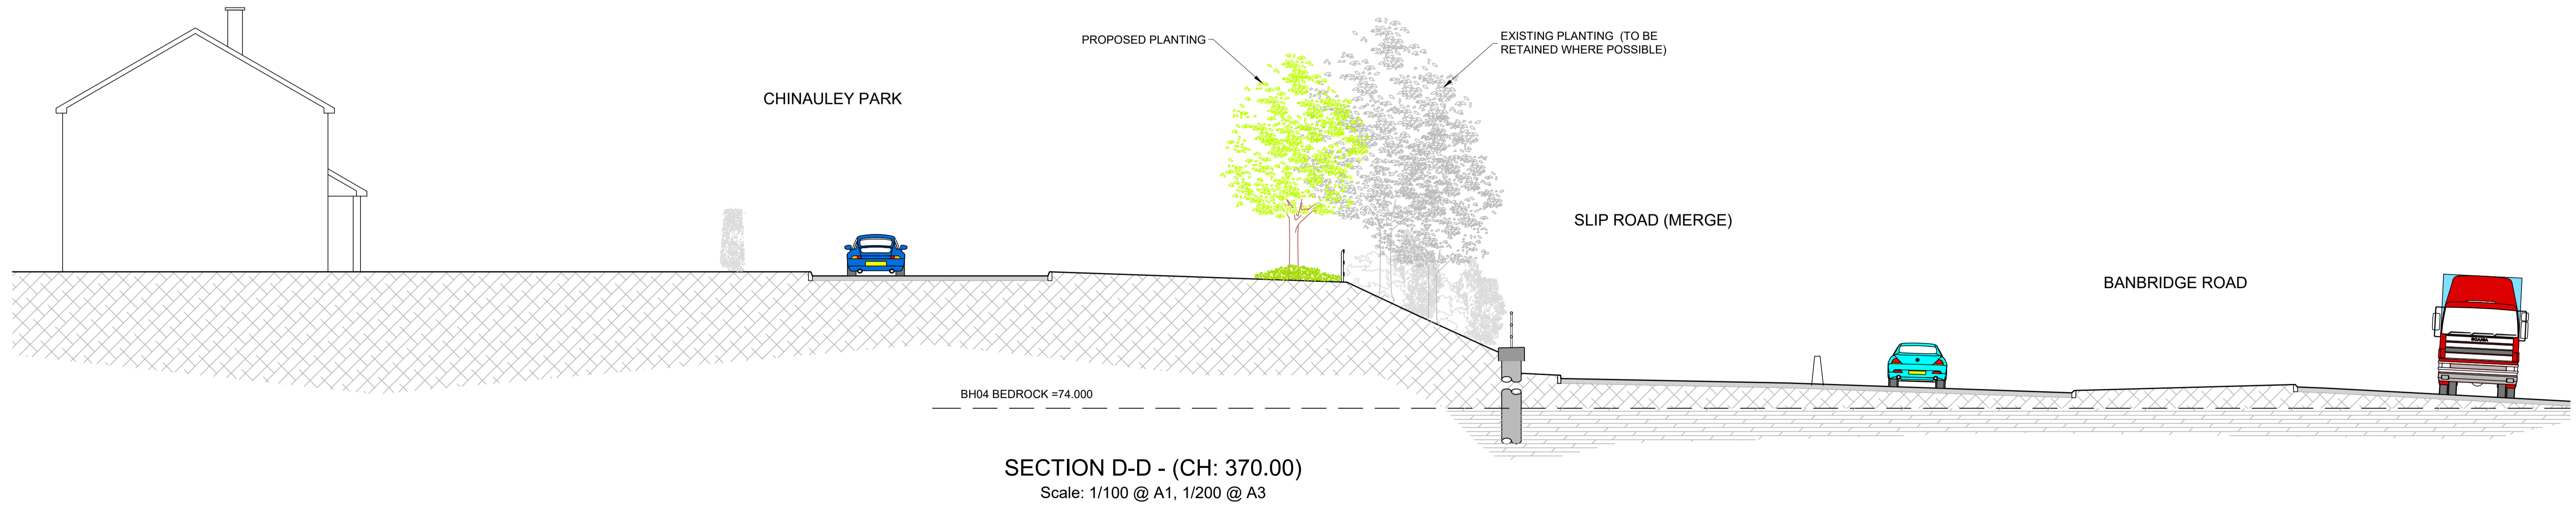 PROPOSED PLANTING
EXISTING PLANTING (TO BE
RETAINED WHERE POSSIBLE)
CHINAULEY PARK
SLIP ROAD (MERGE)
BANBRIDGE ROAD
SCANIA
BH04 BEDROCK =74.000
SECTION D-D - (CH: 370.00)
Scale: 1/100 @ A1, 1/200 @ A3